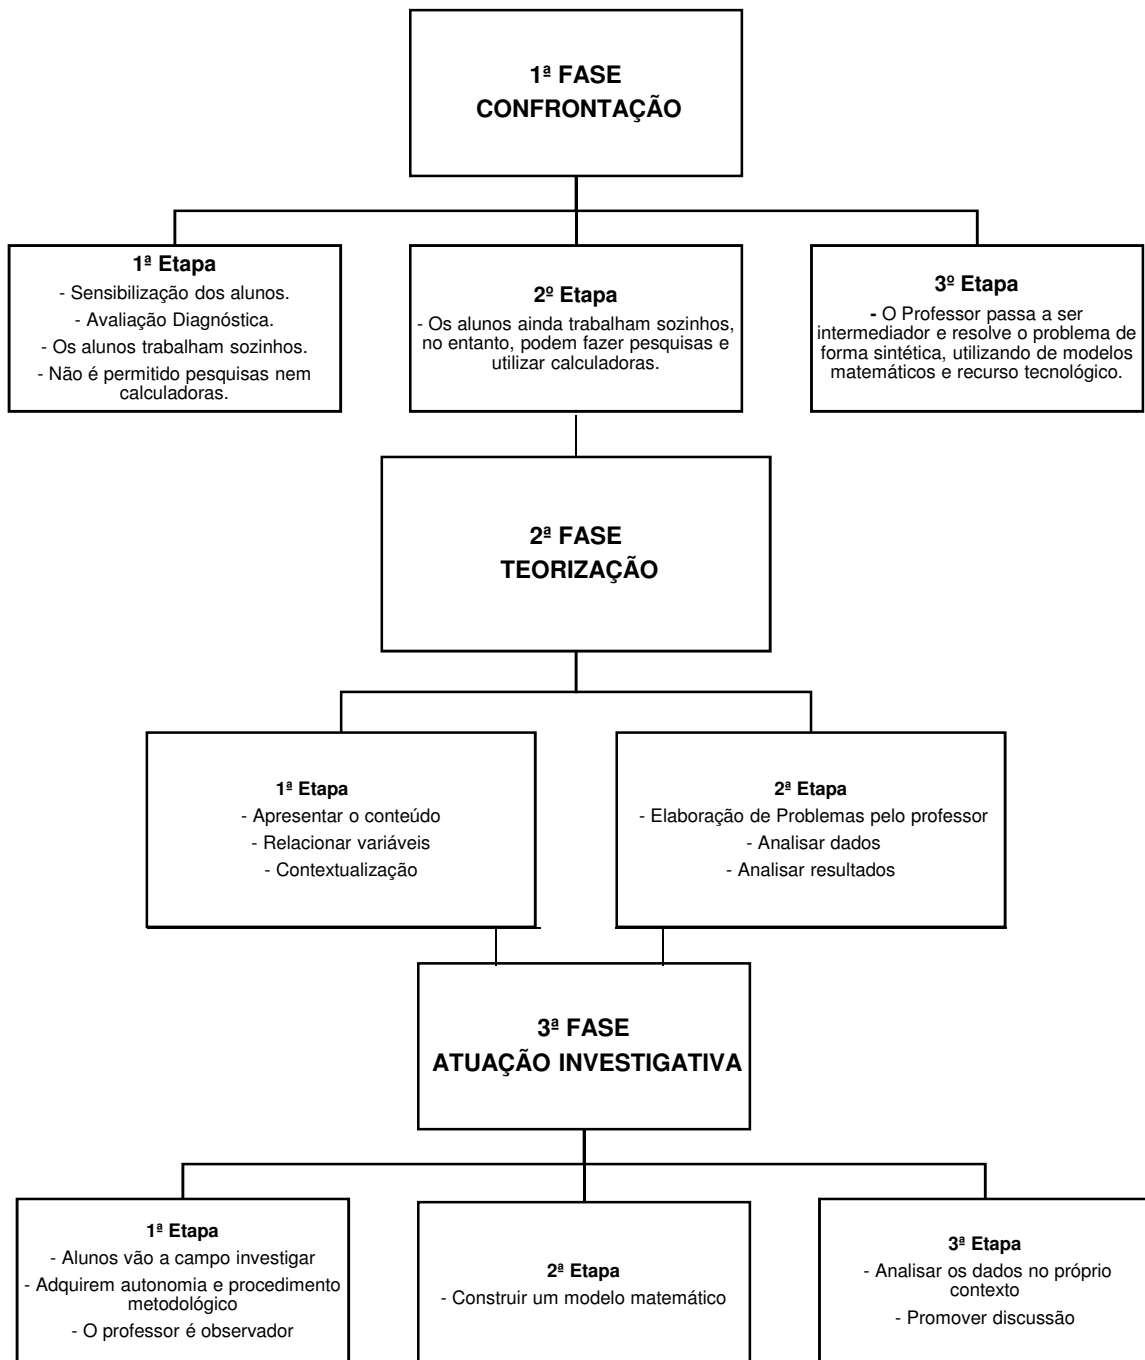 1ª FASE
CONFRONTAÇÃO
1ª Etapa
- Sensibilização dos alunos.
- Avaliação Diagnóstica.
- Os alunos trabalham sozinhos.
- Não é permitido pesquisas nem
calculadoras.
2º Etapa
- Os alunos ainda trabalham sozinhos,
no entanto, podem fazer pesquisas e
utilizar calculadoras.
3º Etapa
- O Professor passa a ser
intermediador e resolve o problema de
forma sintética, utilizando de modelos
matemáticos e recurso tecnológico.
2ª FASE
TEORIZAÇÃO
1ª Etapa
- Apresentar o conteúdo
- Relacionar variáveis
- Contextualização
2ª Etapa
- Elaboração de Problemas pelo professor
- Analisar dados
- Analisar resultados
3ª FASE
ATUAÇÃO INVESTIGATIVA
1ª Etapa
- Alunos vão a campo investigar
- Adquirem autonomia e procedimento
metodológico
- O professor é observador
2ª Etapa
- Construir um modelo matemático
3ª Etapa
- Analisar os dados no próprio
contexto
- Promover discussão